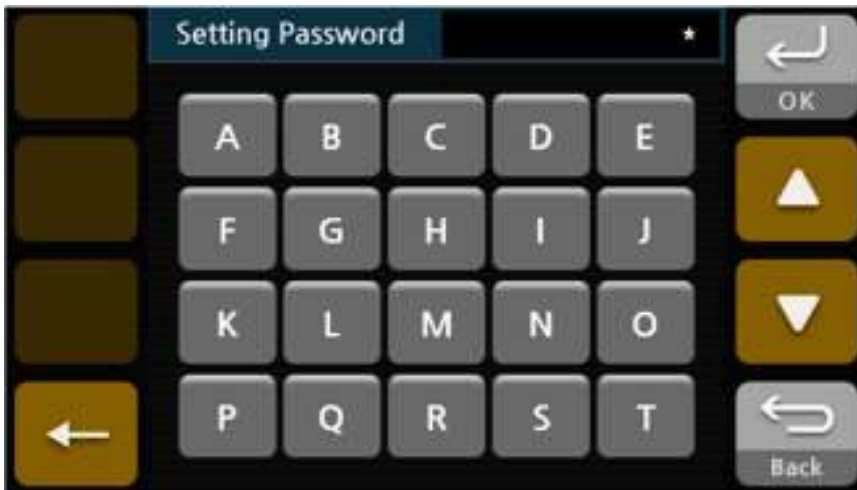 Setting Password *
OK
A B C D E
F G H I J
K L M N O
P Q R S T
Back